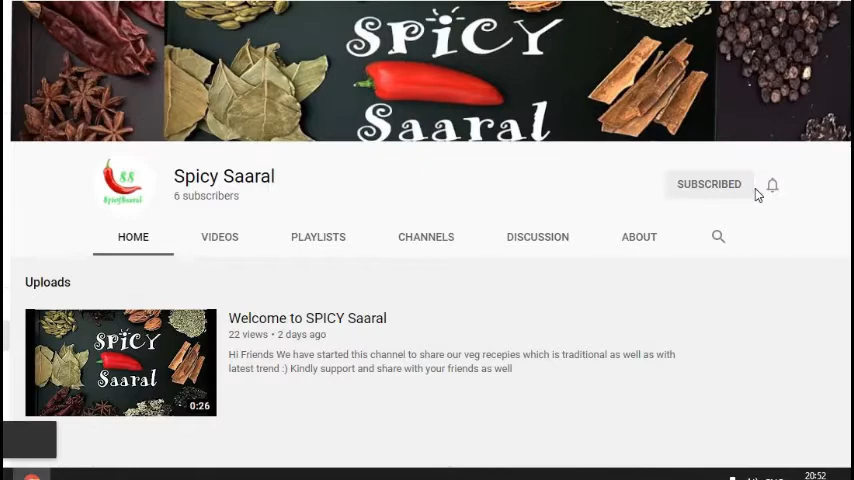 SPiCY
Saaral
88
SpicySaaral
Spicy Saaral
6 subscribers
SUBSCRIBED
HOME
VIDEOS
PLAYLISTS
CHANNELS
DISCUSSION
ABOUT
Uploads
SPiCY
Saaral
0:26
Welcome to SPICY Saaral
22 views • 2 days ago
Hi Friends We have started this channel to share our veg recepies which is traditional as well as with
latest trend :) Kindly support and share with your friends as well
20:52